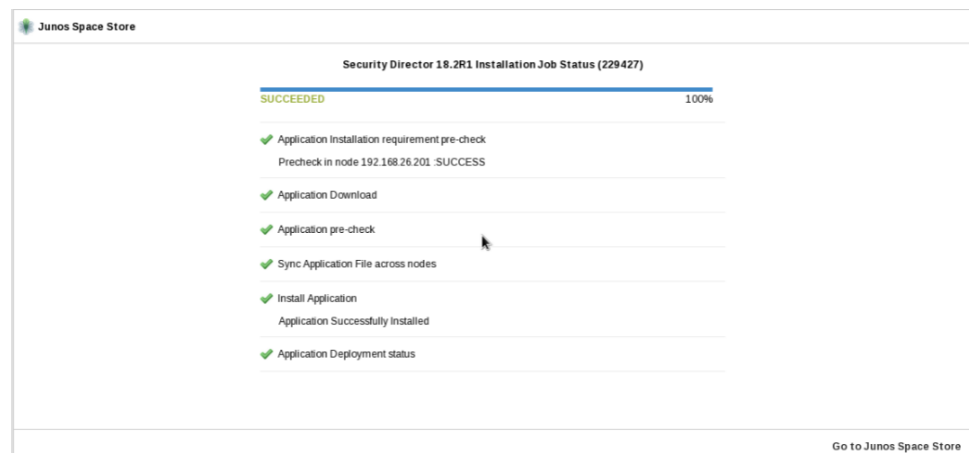 Junos Space Store
Security Director 18.2R1 Installation Job Status (229427)
SUCCEEDED 100%
Application Installation requirement pre-check
Precheck in node 192.168.26.201 :SUCCESS
Application Download
Application pre-check
Sync Application File across nodes
Install Application
Application Successfully Installed
Application Deployment status
Go to Junos Space Store